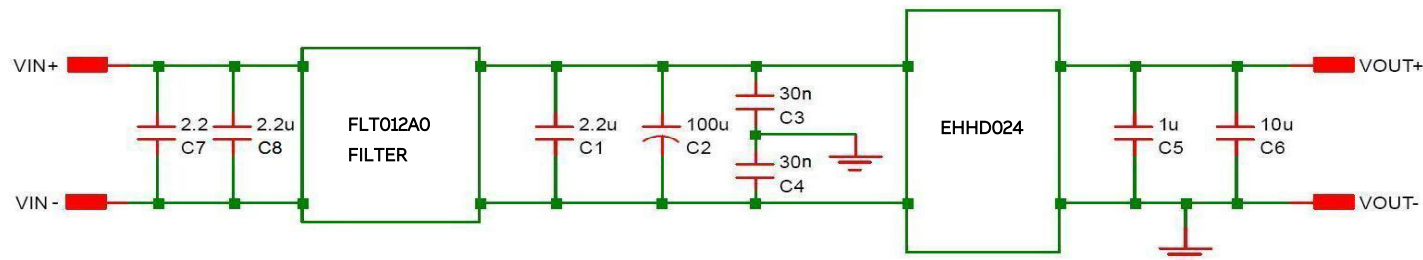 VIN+
2.2
C7
2.2u
C8
FLT012A0
FILTER
2.2u
C1
100u
C2
30n
C3
30n
C4
EHHD024
1u
C5
10u
C6
VOUT+
VIN-
VOUT-